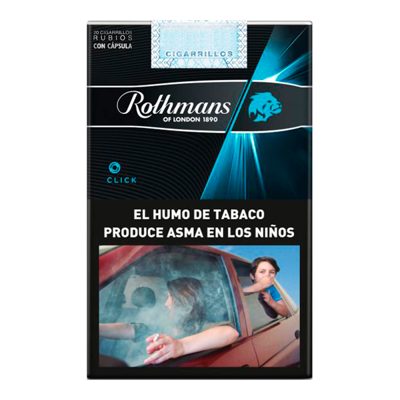 20 CIGARRILLOS
RUBIOS
CON CÁPSULA
CIGARRILLOS
Rothmans
OF LONDON 1890
CLICK
EL HUMO DE TABACO
PRODUCE ASMA EN LOS NIÑOS